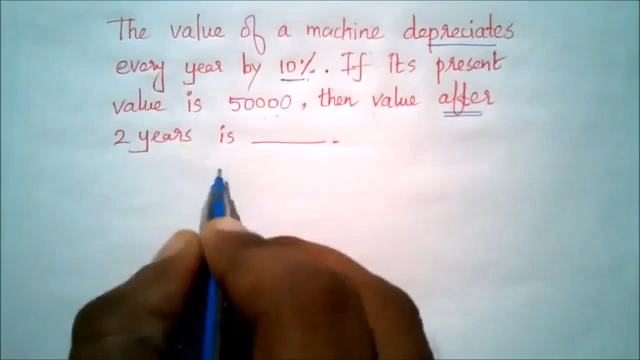 The value of a machine depreciates
every year by 10%. If its present
value is 50000, then value after
2 years is ______.